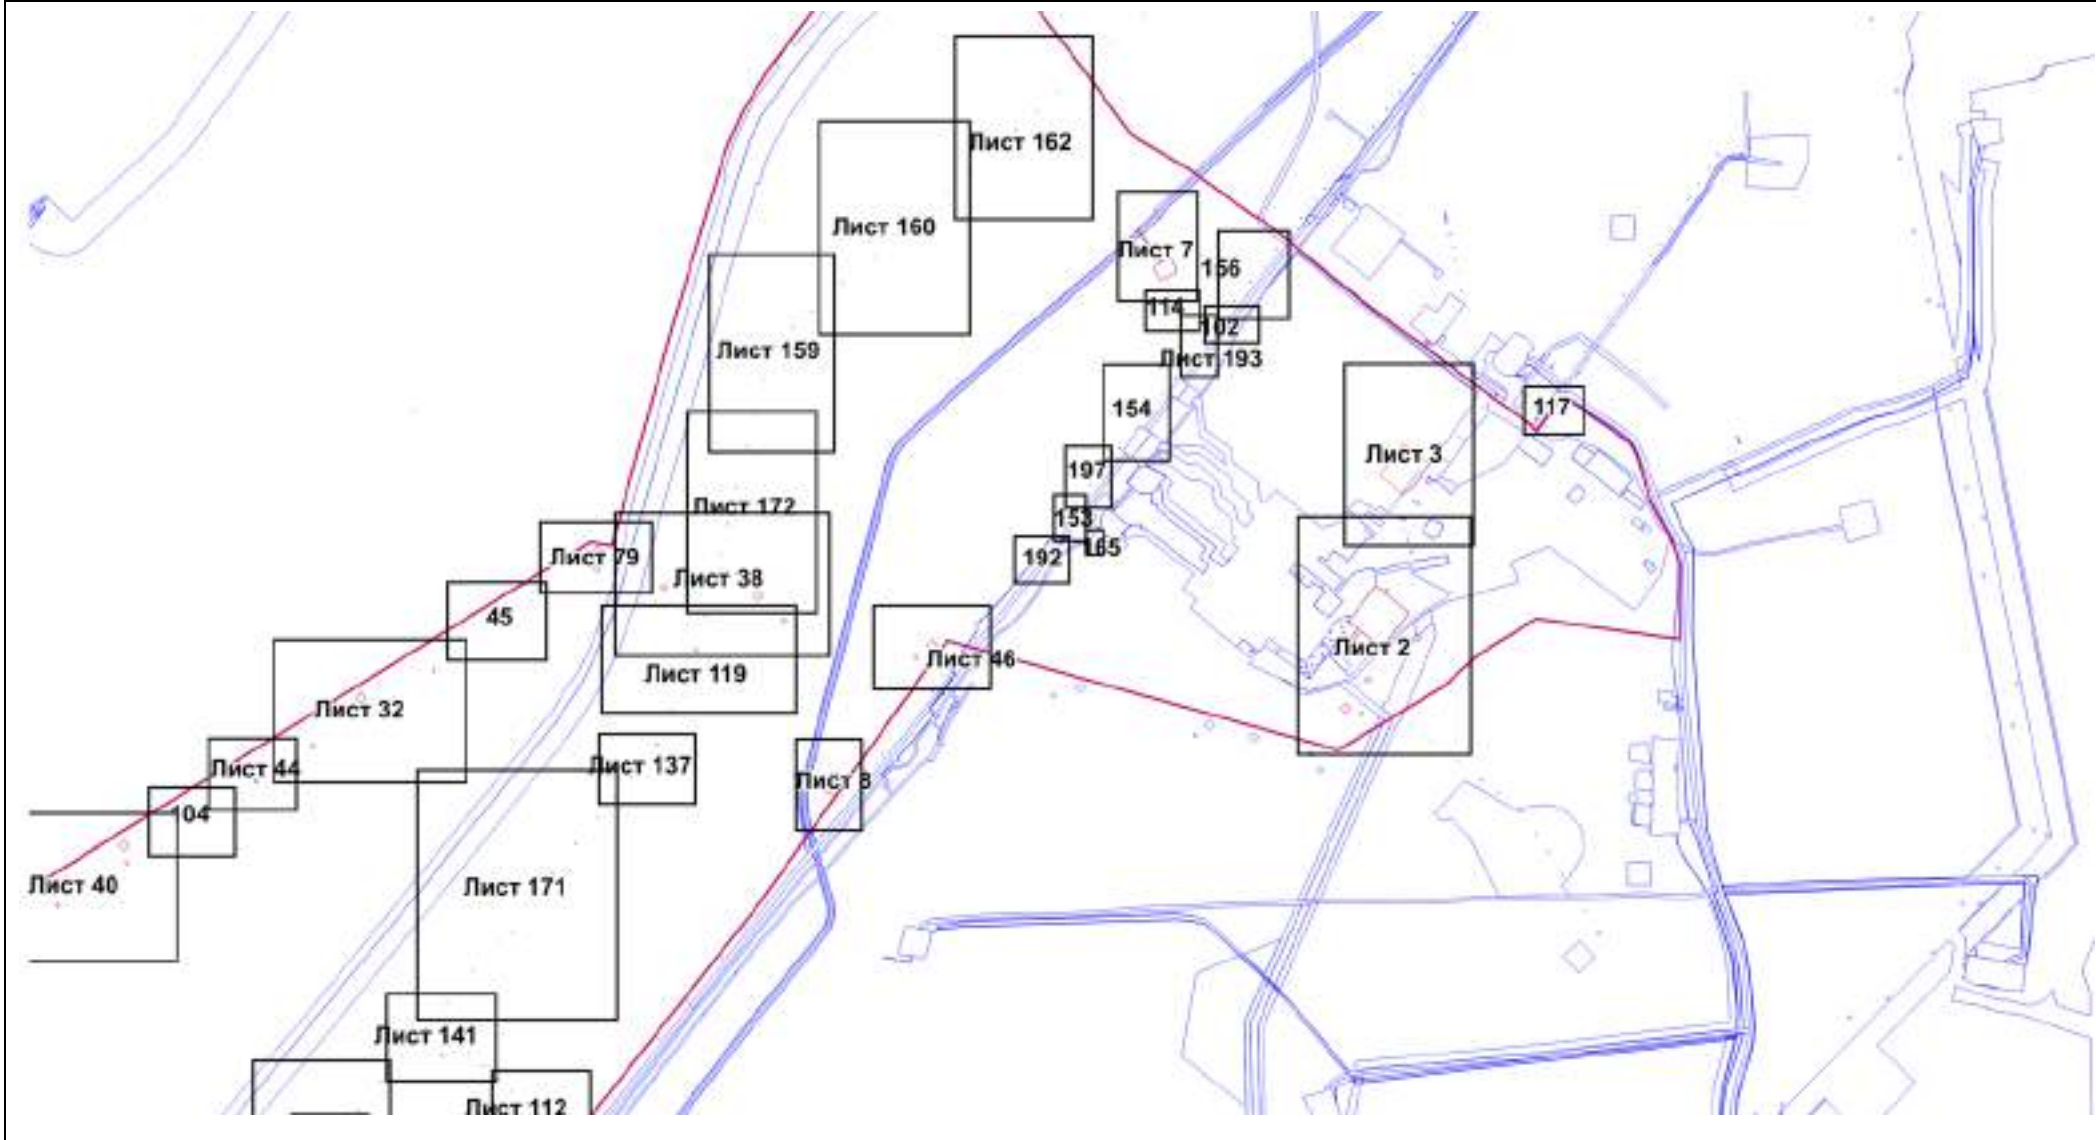 Лист 162
Лист 160
Лист 7
156
114
102
Лист 193
Лист 159
154
117
Лист 3
197
Лист 172
153
165
192
Лист 79
Лист 38
45
Лист 2
Лист 46
Лист 119
Лист 32
Лист 44
Лист 137
Лист 8
104
Лист 40
Лист 171
Лист 141
Лист 112